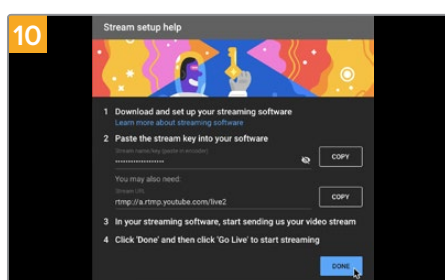 10
Stream setup help
1 Download and set up your streaming software
Learn more about streaming software
2 Paste the stream key into your software
Stream name/key (paste in encoder)
••••••••••••••••••••
COPY
You may also need:
Stream URL
rtmp://a.rtmp.youtube.com/live2
COPY
3 In your streaming software, start sending us your video stream
4 Click 'Done' and then click 'Go Live' to start streaming
DONE